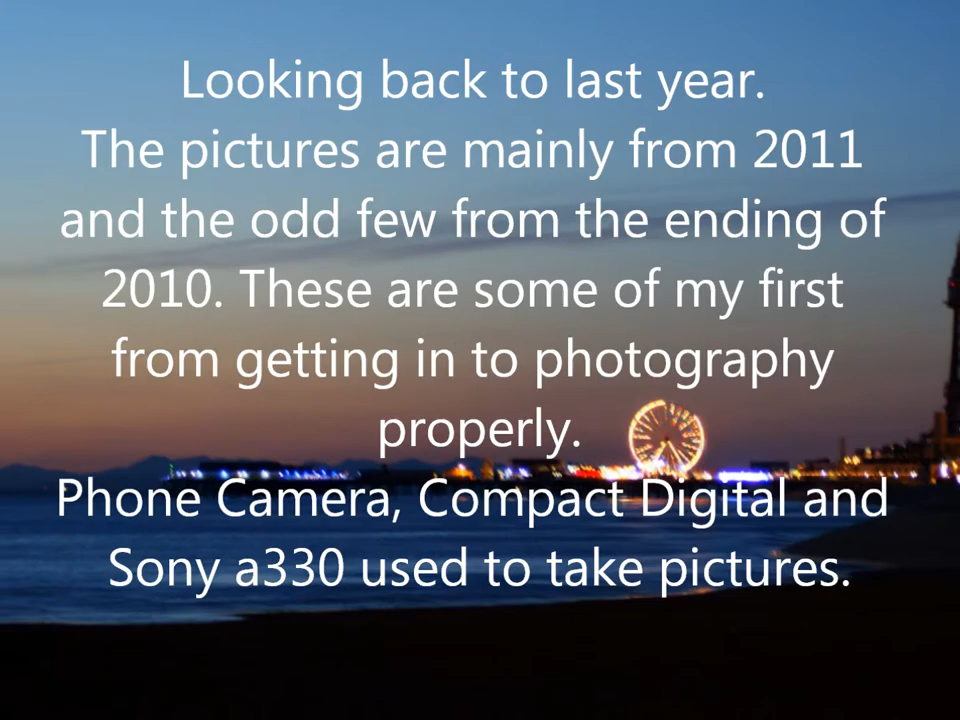 Looking back to last year.
The pictures are mainly from 2011
and the odd few from the ending of
2010. These are some of my first
from getting in to photography
properly.
Phone Camera, Compact Digital and
Sony a330 used to take pictures.